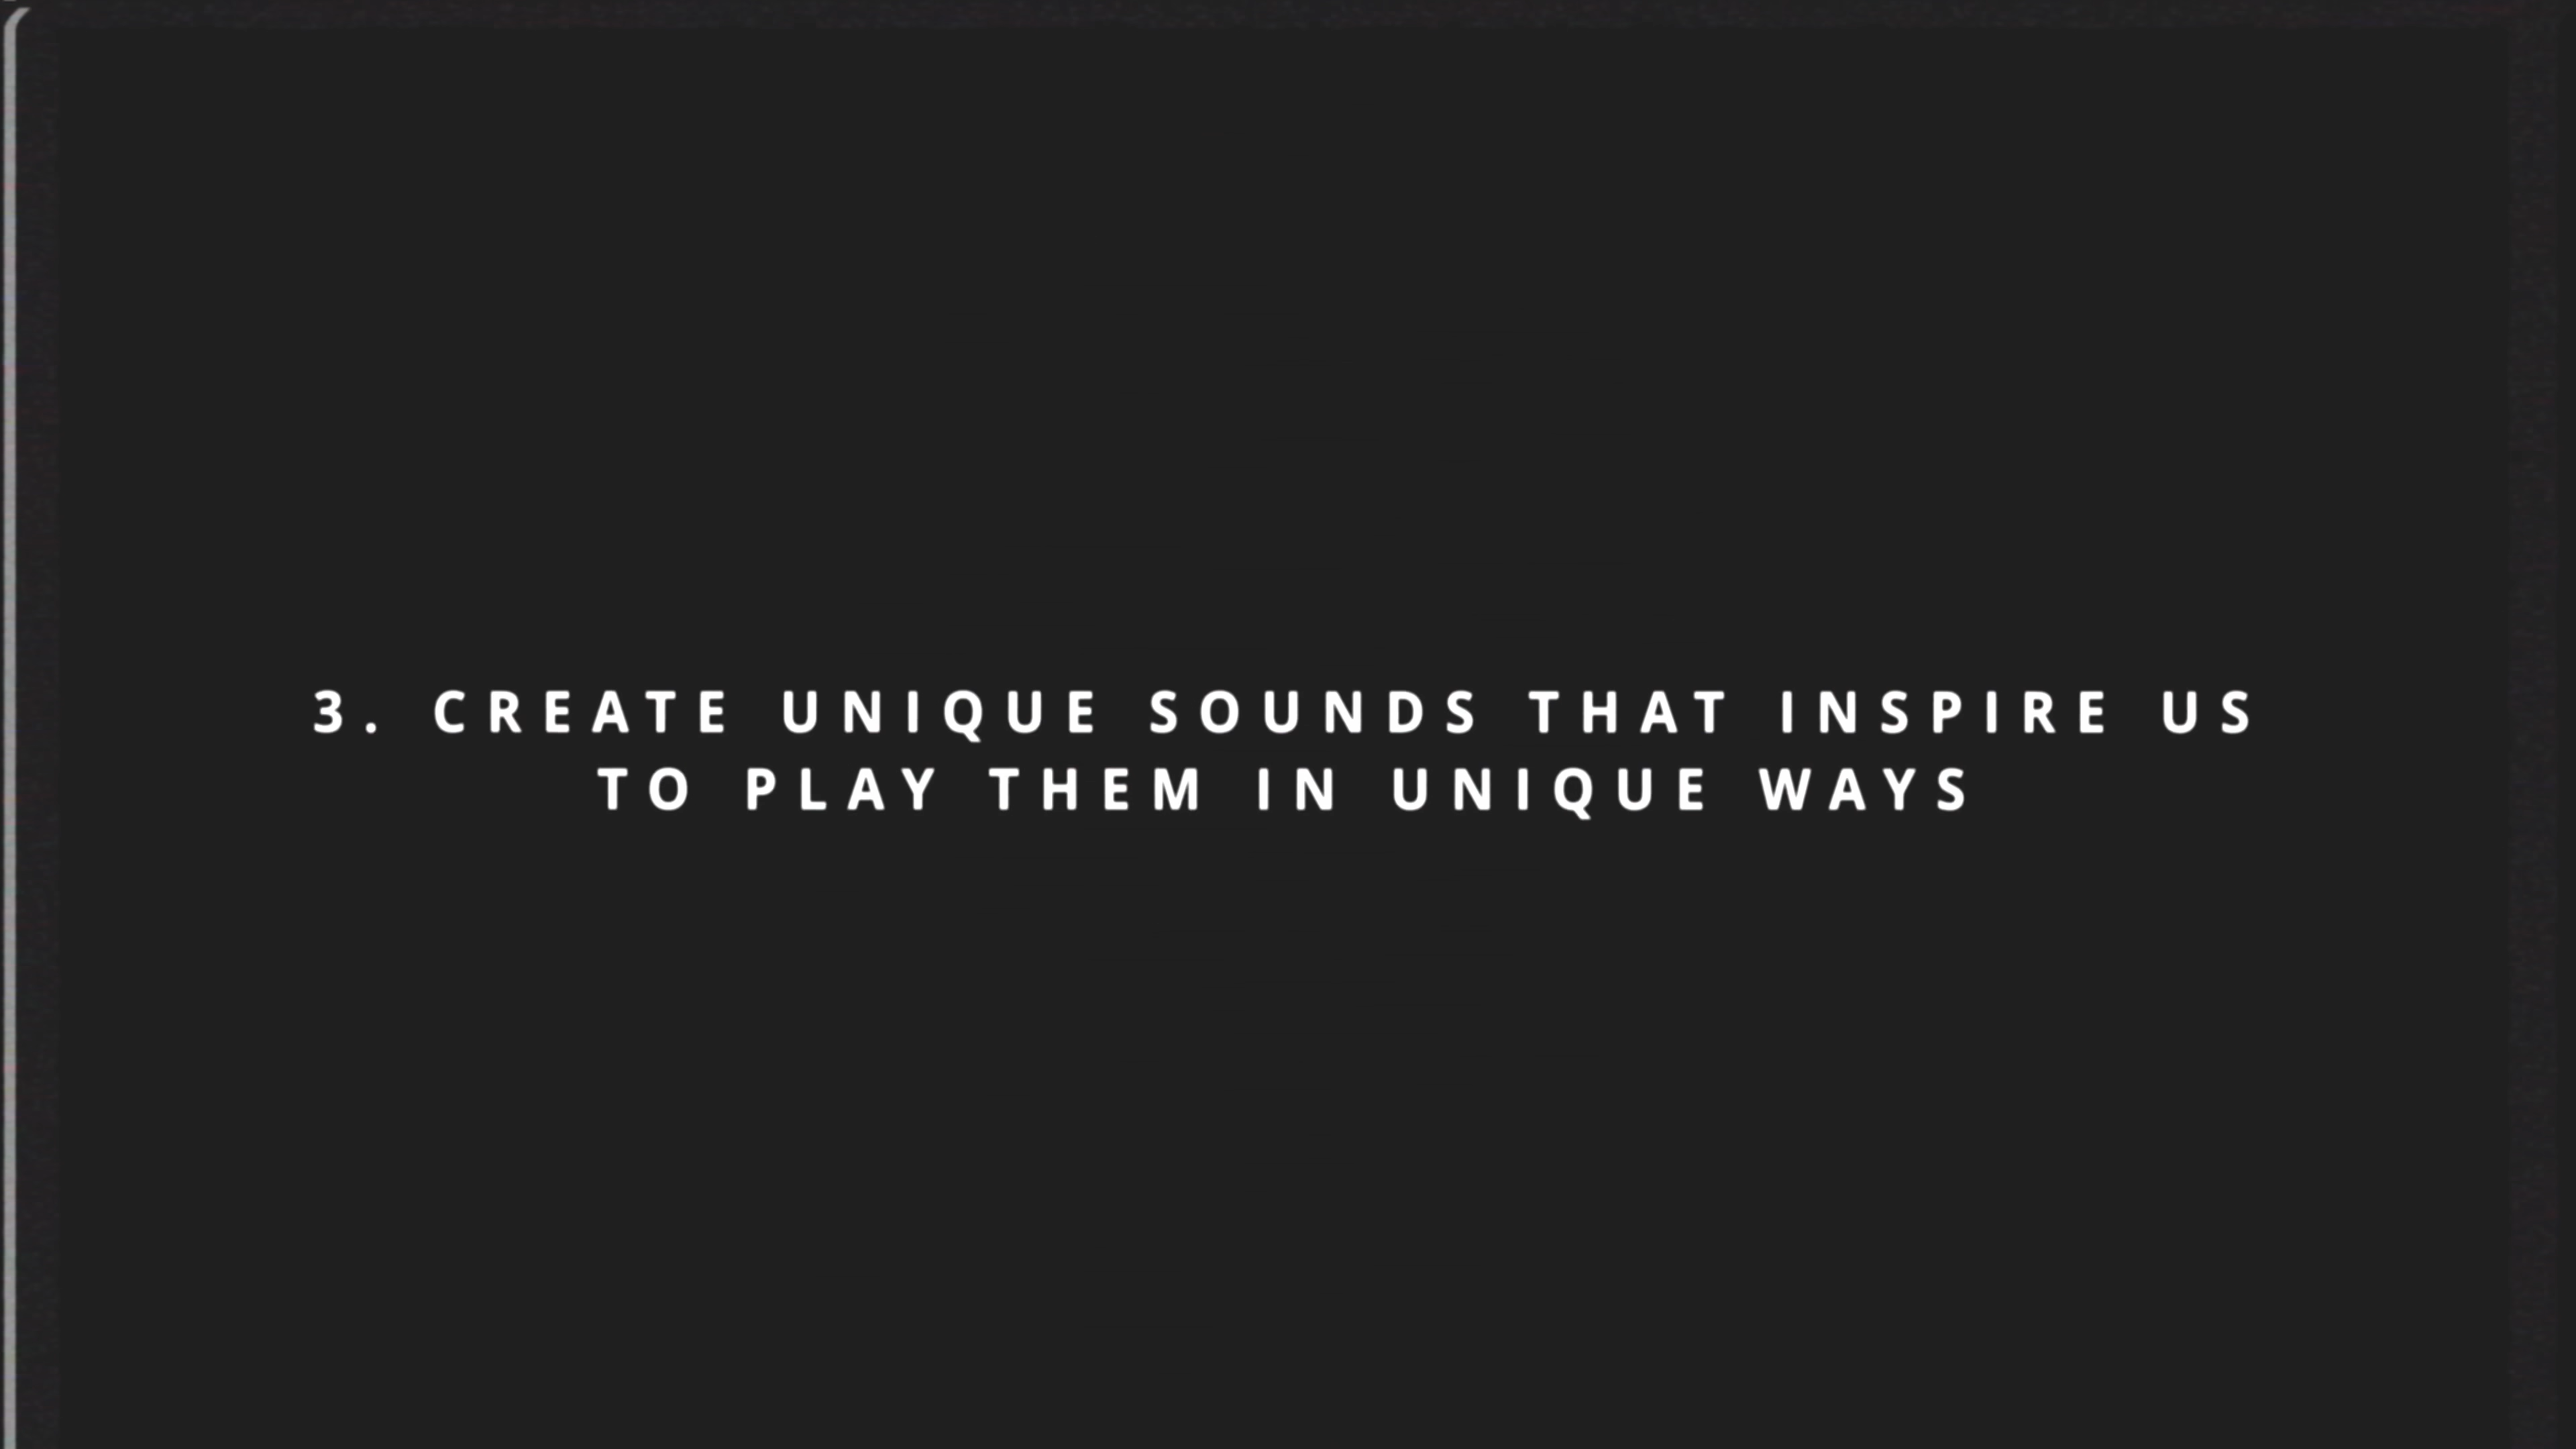 3. CREATE UNIQUE SOUNDS THAT INSPIRE US
TO PLAY THEM IN UNIQUE WAYS